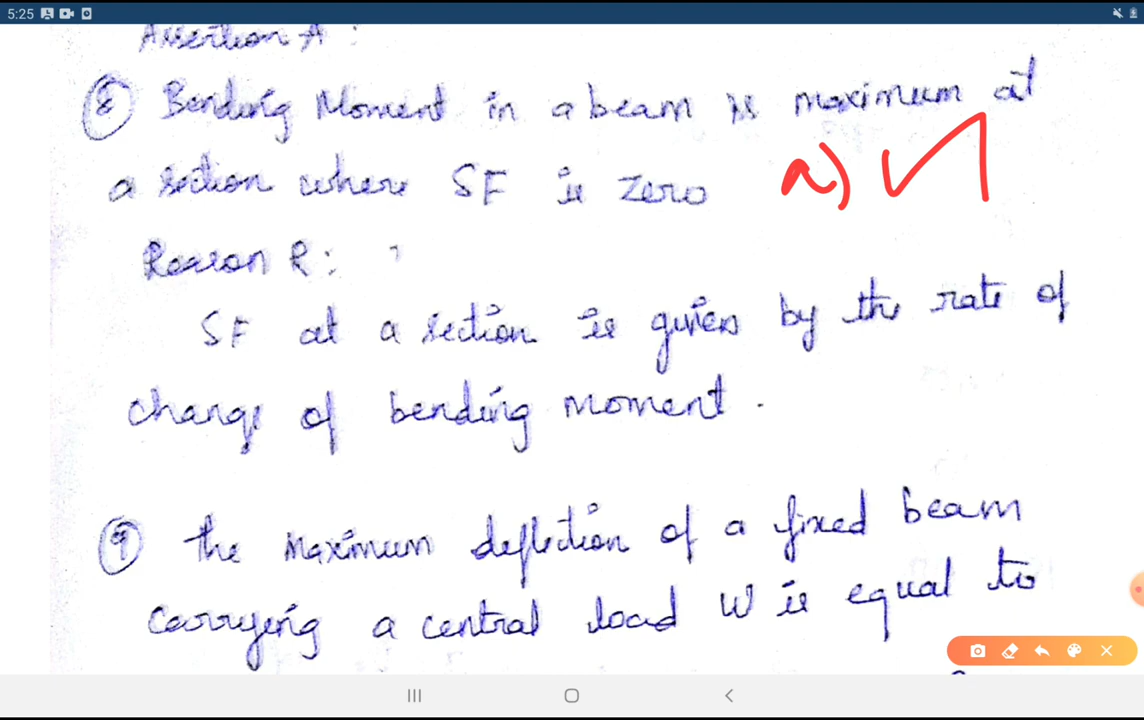 5:25
Assertion A :
⑧ Bending Moment in a beam is maximum at
a section where SF is zero a)
Reason R :
SF at a section is given by the rate of
change of bending moment .
⑨ the Maximum deflection of a fixed beam
carrying a central load W is equal to